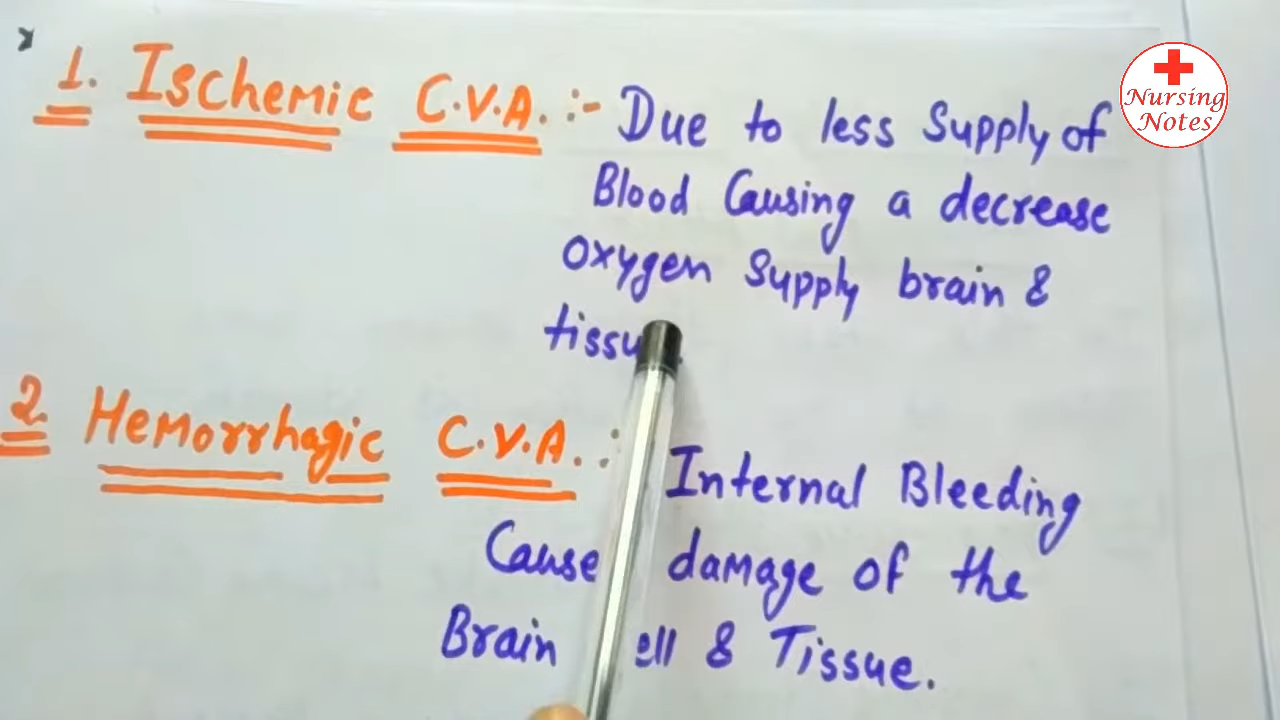 1. Ischemic C.V.A. :- Due to less Supply of
Blood Causing a decrease
oxygen Supply brain &
tissu
2. Hemorrhagic C.V.A. : Internal Bleeding
Cause damage of the
Brain ell & Tissue.
Nursing
Notes